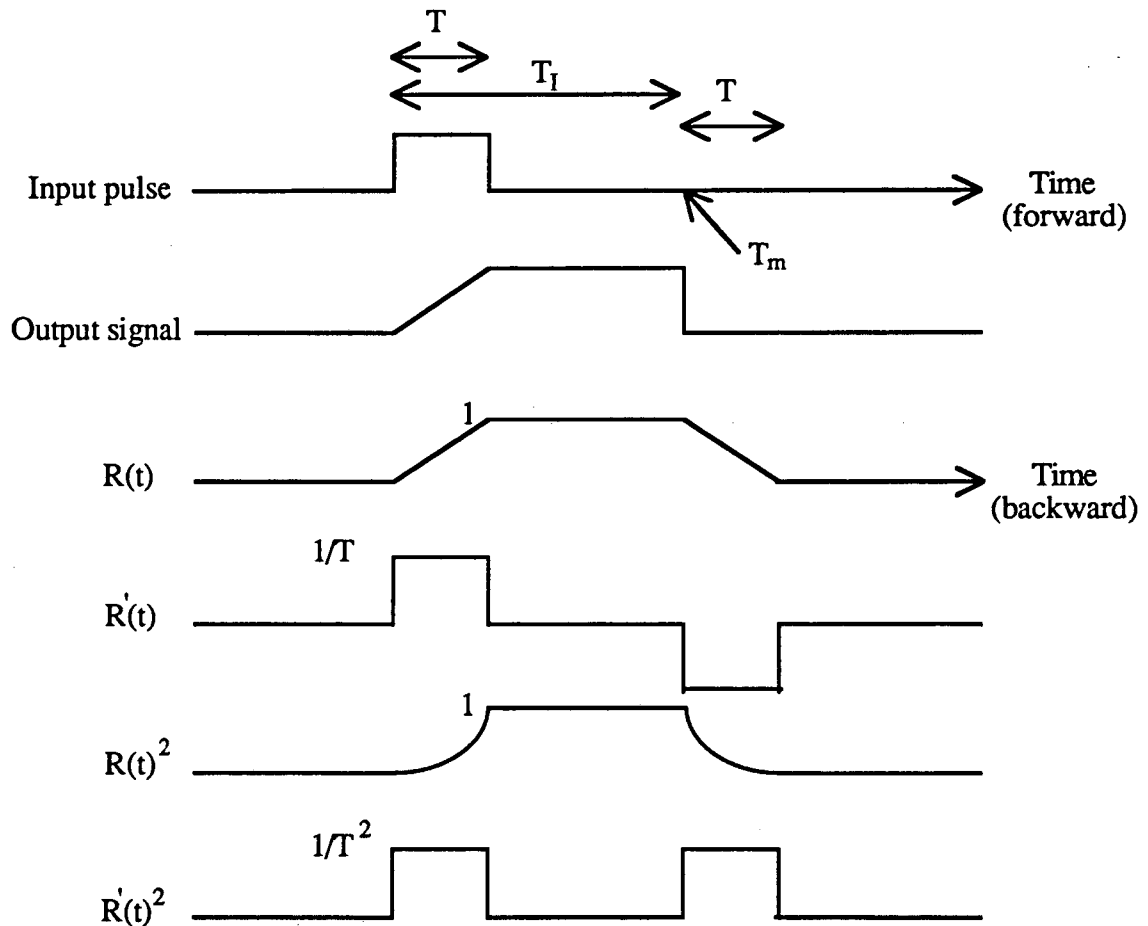 T
T_I
T
Input pulse
Time
(forward)
T_m
Output signal
1
R(t)
Time
(backward)
1/T
R'(t)
1
R(t)^2
1/T^2
R'(t)^2